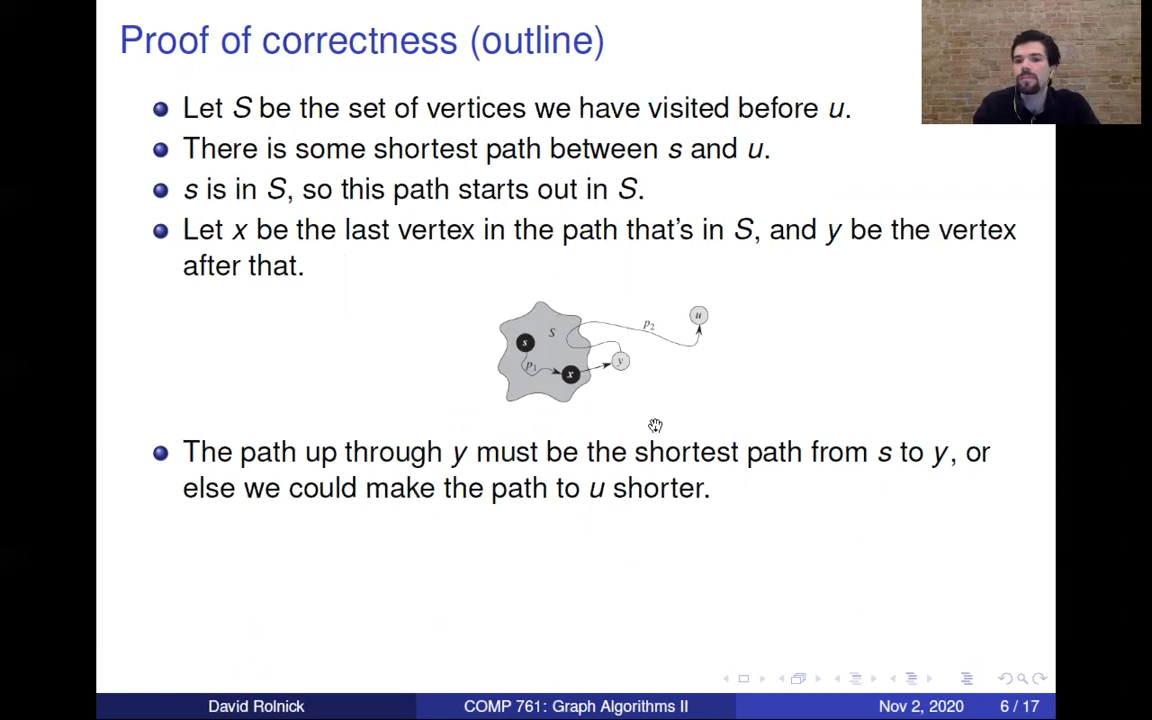 Proof of correctness (outline)
Let S be the set of vertices we have visited before u.
There is some shortest path between s and u.
s is in S, so this path starts out in S.
Let x be the last vertex in the path that's in S, and y be the vertex
after that.
S
s
p1
x
y
p2
u
The path up through y must be the shortest path from s to y, or
else we could make the path to u shorter.
David Rolnick COMP 761: Graph Algorithms II Nov 2, 2020 6 / 17